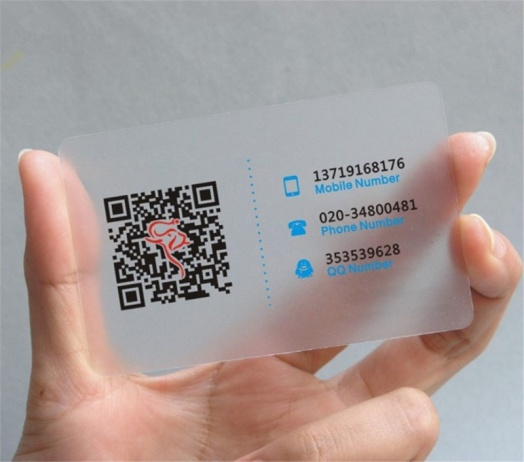 13719168176
Mobile Number
020-34800481
Phone Number
353539628
QQ Number